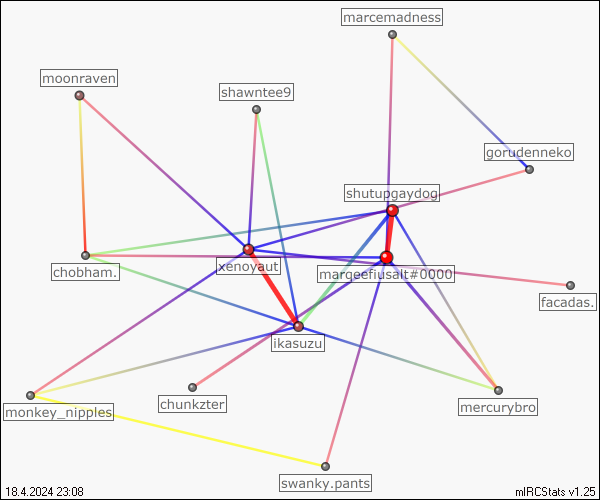 marcemadness
moonraven
shawntee9
gorudenneko
shutupgaydog
xenoyaut
chobham.
marqeefiusalt#0000
facadas.
ikasuzu
monkey_nipples
chunkzter
mercurybro
swanky.pants
18.4.2024 23:08
mIRCStats v1.25